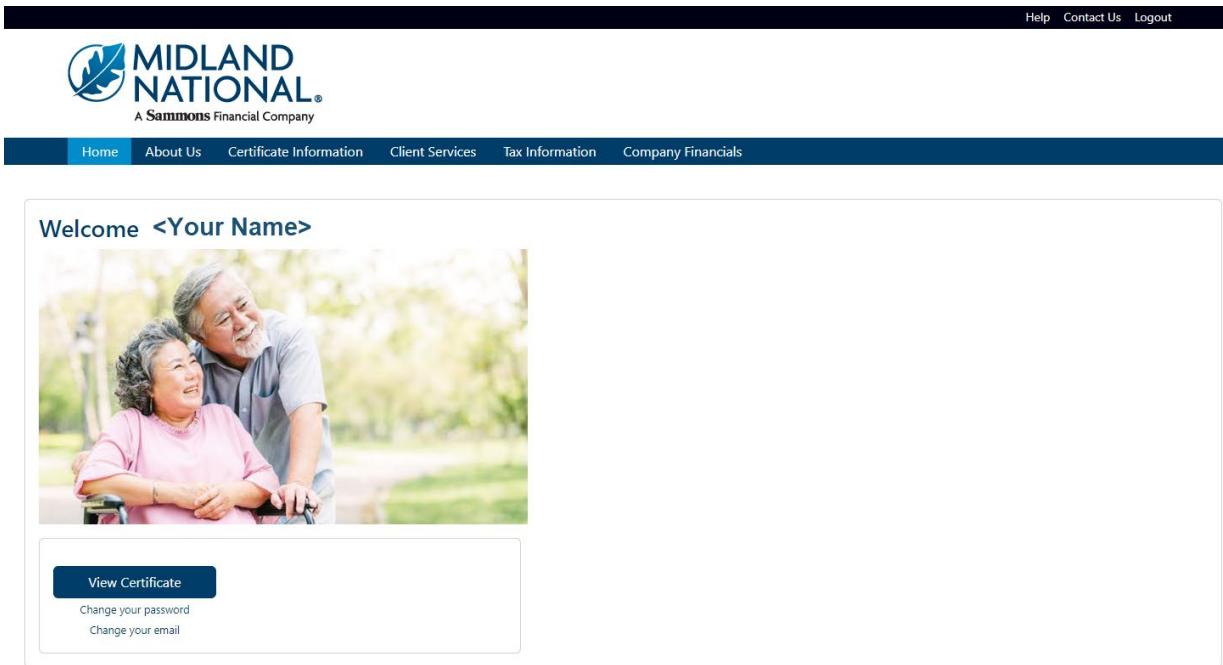 Help Contact Us Logout
MIDLAND
NATIONAL®
A Sammons Financial Company
Home About Us Certificate Information Client Services Tax Information Company Financials
Welcome <Your Name>
View Certificate
Change your password
Change your email